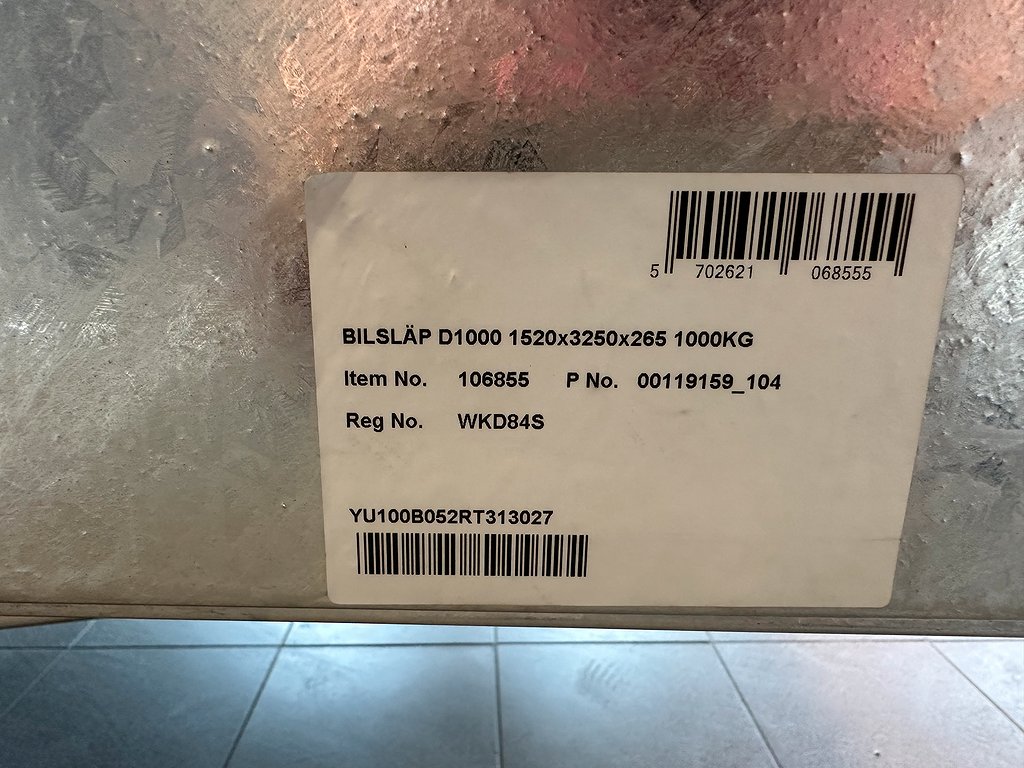 5 702621 068555
BILSLÄP D1000 1520x3250x265 1000KG
Item No. 106855 P No. 00119159_104
Reg No. WKD84S
YU100B052RT313027